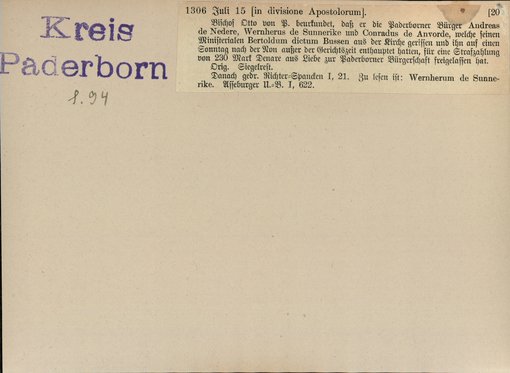 Kreis
Paderborn
S. 94
1306 Juli 15 [in divisione Apostolorum]. [20
Bischof Otto von P. beurkundet, daß er die Paderborner Bürger Andreas
de Nedere, Wernherus de Sunnerike und Conradus de Anvorde, welche seinen
Ministerialen Bertoldum dictum Bussen aus der Kirche gerissen und ihn auf einen
Sonntag nach der Non außer der Gerichtszeit enthauptet hatten, für eine Strafzahlung
von 230 Mark Denare aus Liebe zur Paderborner Bürgerschaft freigelassen hat.
Orig. Siegelrest.
Danach gedr. Richter-Spancken I, 21. Zu lesen ist: Wernherum de Sunne-
rike. Asseburger U.-B. I, 622.